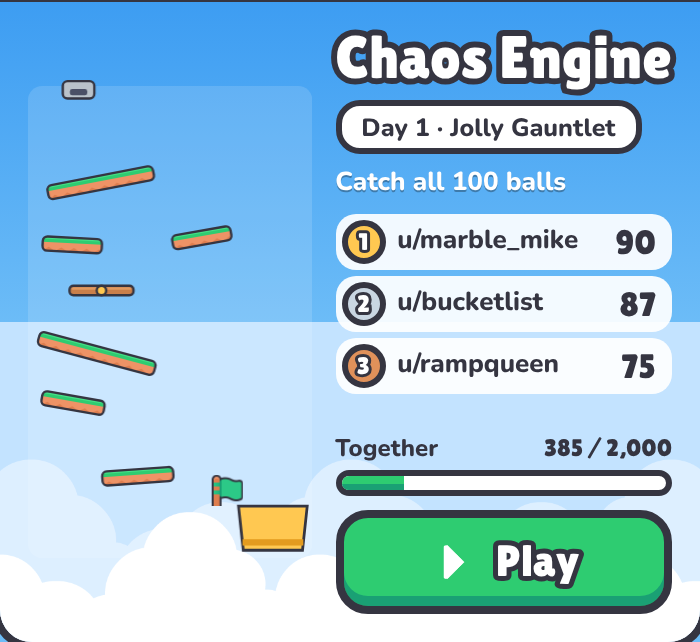 Chaos Engine
Day 1 · Jolly Gauntlet
Catch all 100 balls
1 u/marble_mike 90
2 u/bucketlist 87
3 u/rampqueen 75
Together 385 / 2,000
Play